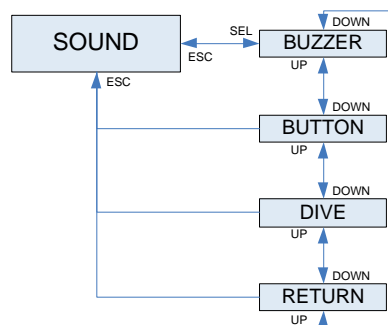 DOWN
SOUND
SEL
BUZZER
ESC
UP
ESC
DOWN
BUTTON
UP
DOWN
DIVE
UP
DOWN
RETURN
UP